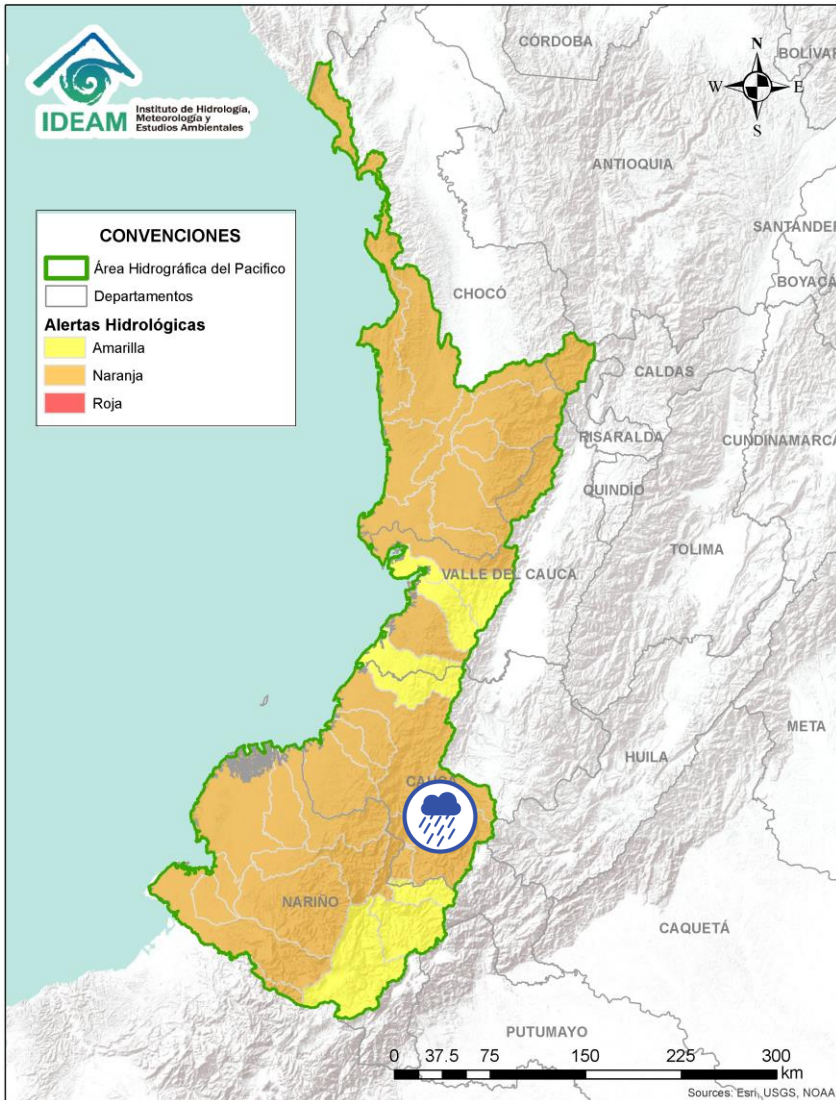 IDEAM
Instituto de Hidrología,
Meteorología y
Estudios Ambientales
CÓRDOBA
BOLÍVAR
N
W
E
S
ANTIOQUIA
SANTANDER
BOYACÁ
CONVENCIONES
Área Hidrográfica del Pacifico
Departamentos
Alertas Hidrológicas
Amarilla
Naranja
Roja
CHOCÓ
CALDAS
RISARALDA
CUNDINAMARCA
QUINDÍO
TOLIMA
VALLE DEL CAUCA
META
HUILA
CAUCA
NARIÑO
CAQUETÁ
PUTUMAYO
0 37.5 75 150 225 300
km
Sources: Esri, USGS, NOAA